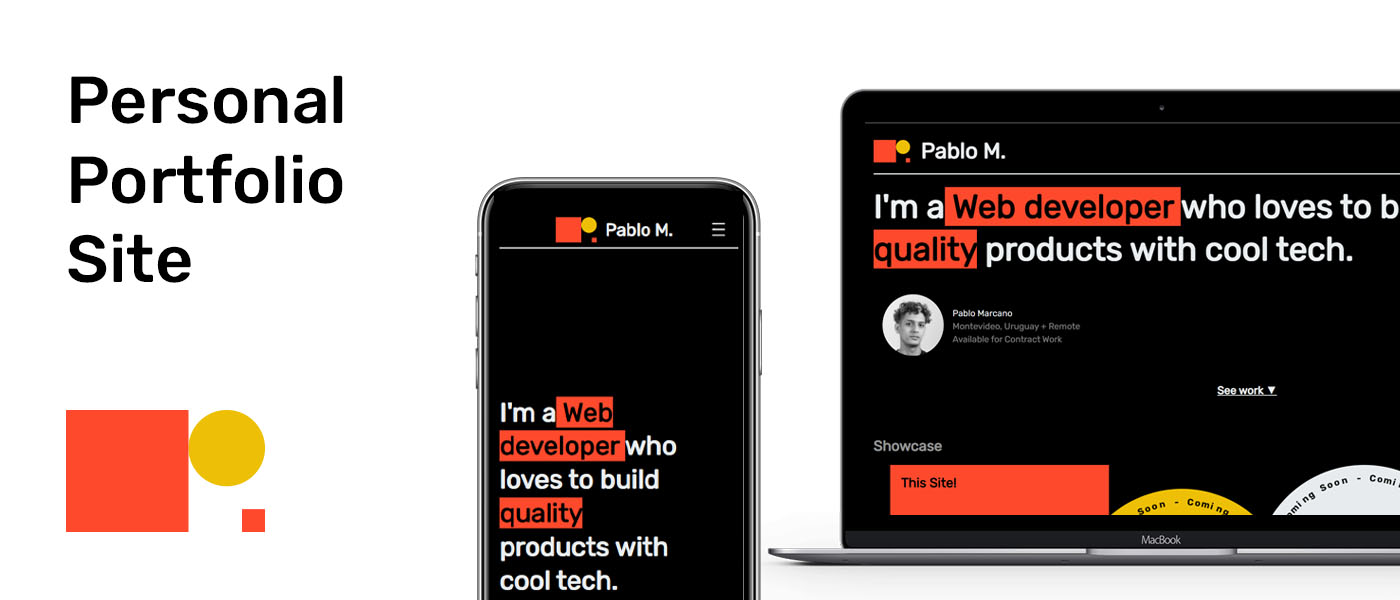 Personal
Portfolio
Site
Pablo M.
I'm a Web
developer who
loves to build
quality
products with
cool tech.
Pablo M.
I'm a Web developer who loves to b
quality products with cool tech.
Pablo Marcano
Montevideo, Uruguay + Remote
Available for Contract Work
See work ▼
Showcase
This Site!
Soon - Coming
ming Soon - Comi
MacBook